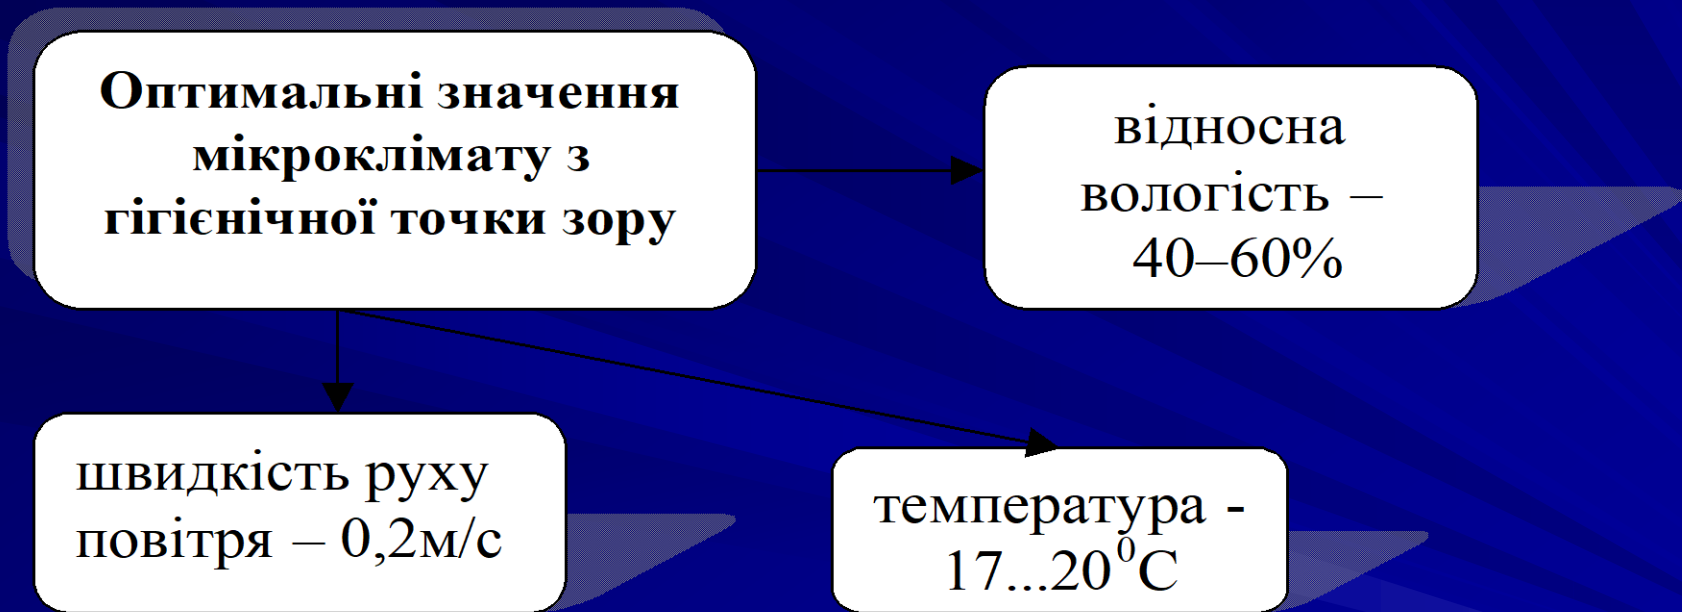 Оптимальні значення
мікроклімату з
гігієнічної точки зору
відносна
вологість –
40–60%
швидкість руху
повітря – 0,2м/с
температура -
17...20⁰С